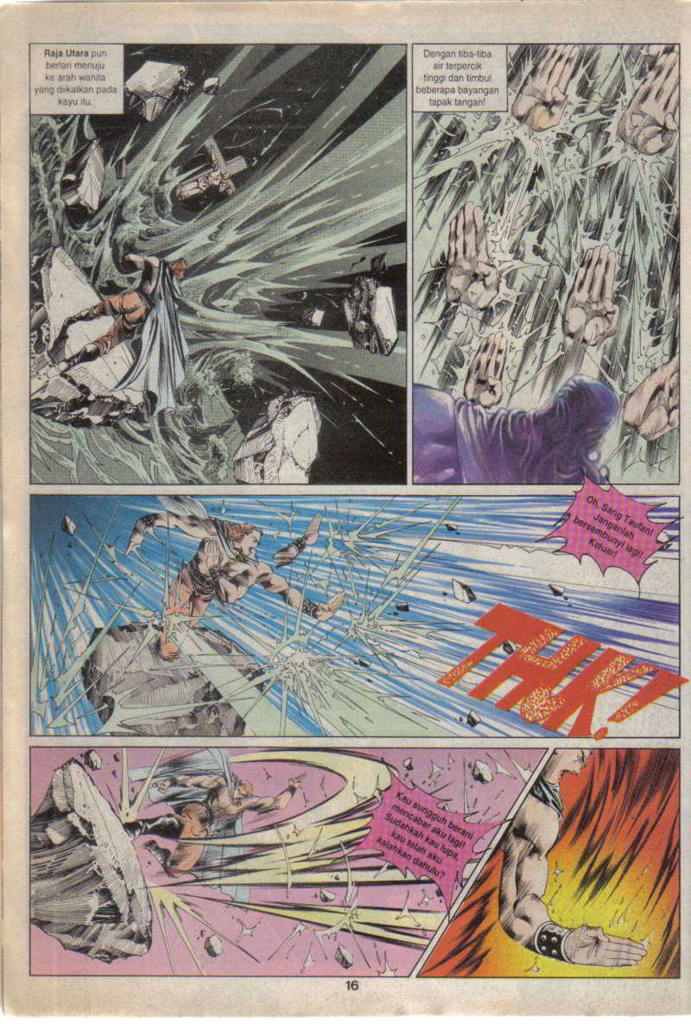 Raja Utara pun
berlari menuju
ke arah wanita
yang diikatkan pada
kayu itu.
Dengan tiba-tiba
air terpercik
tinggi dan timbul
beberapa bayangan
tapak tangan!
Oh, Sang Taufan!
Janganlah
bersembunyi lagi!
Keluar!
THK!
Kau sungguh berani
mencabar aku lagi!
Sudahkah kau lupa,
kau telah aku
kalahkan dahulu?
16